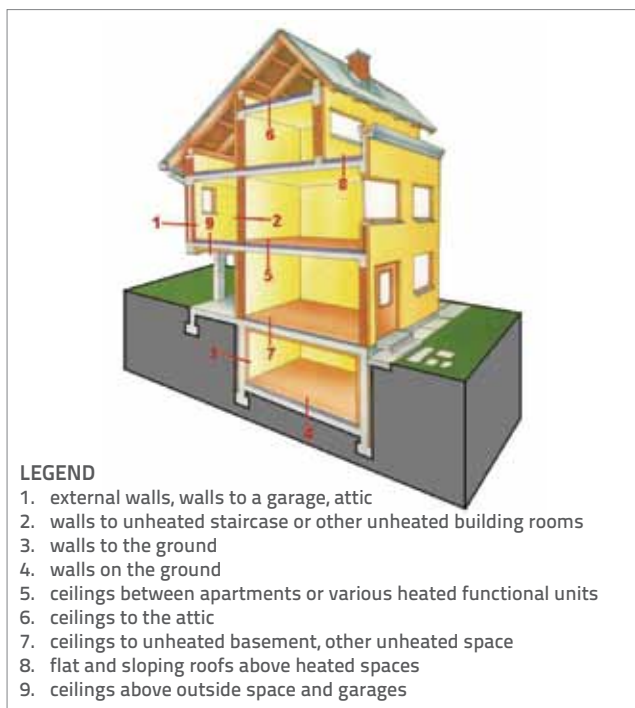 6
8
1
9
2
5
7
3
4
LEGEND
1. external walls, walls to a garage, attic
2. walls to unheated staircase or other unheated building rooms
3. walls to the ground
4. walls on the ground
5. ceilings between apartments or various heated functional units
6. ceilings to the attic
7. ceilings to unheated basement, other unheated space
8. flat and sloping roofs above heated spaces
9. ceilings above outside space and garages